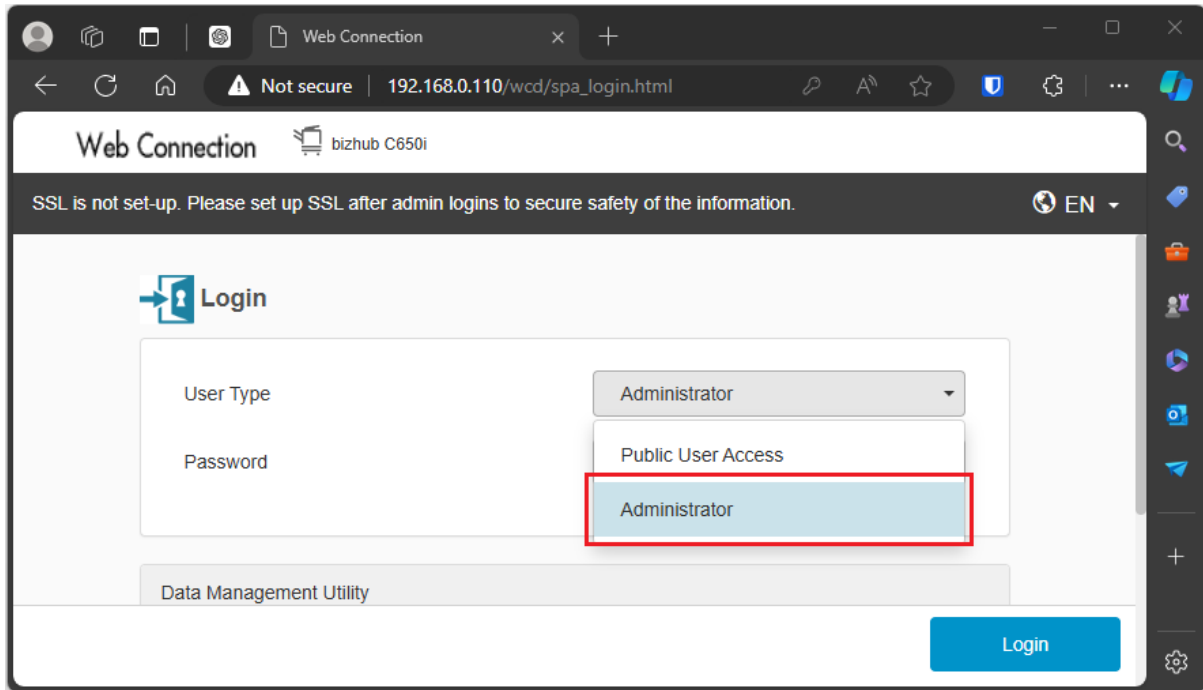 Web Connection
Not secure 192.168.0.110/wcd/spa_login.html
Web Connection bizhub C650i
SSL is not set-up. Please set up SSL after admin logins to secure safety of the information. EN
Login
User Type Administrator
Public User Access
Password
Administrator
Data Management Utility
Login